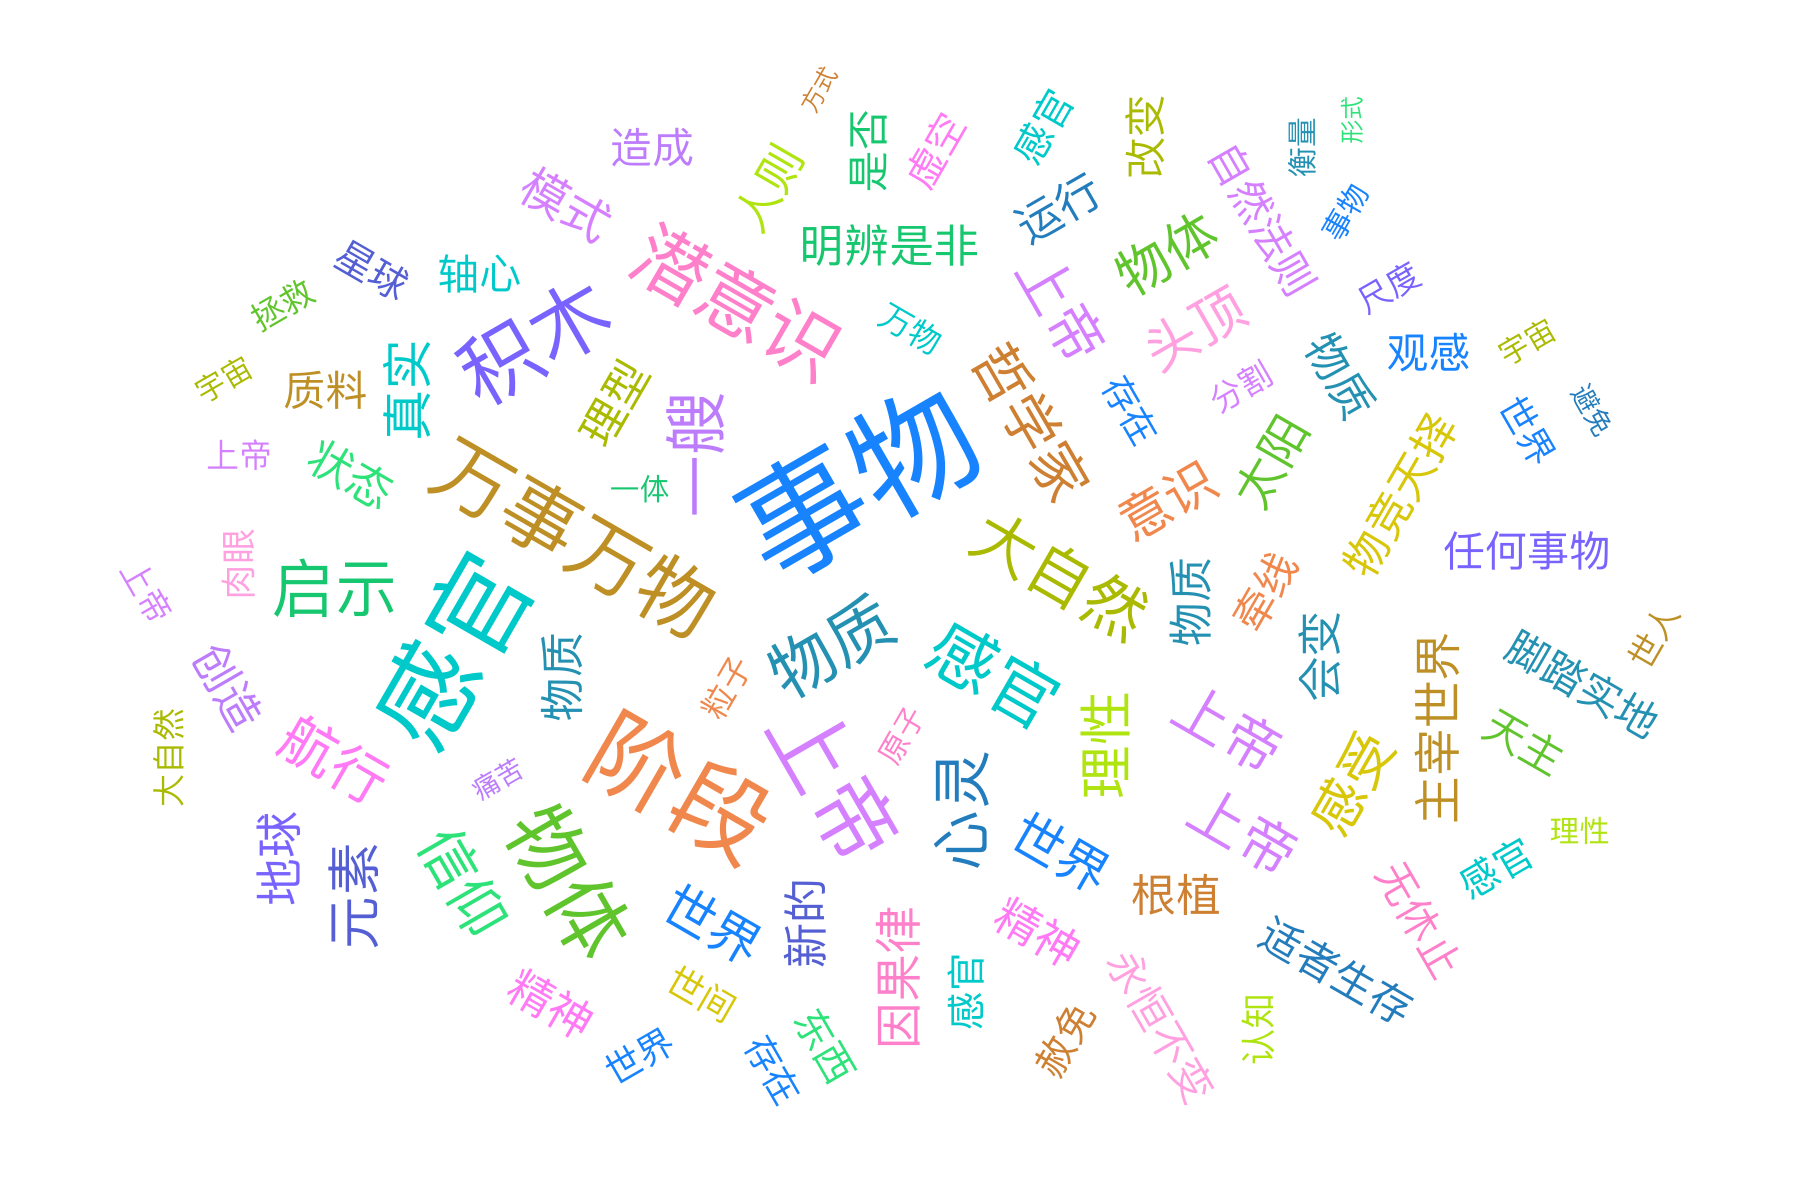 方式
感官
改变
形式
衡量
是否
虚空
造成
人则
模式
运行
自然法则
事物
明辨是非
物体
潜意识
星球
轴心
上帝
尺度
拯救
积木
万物
头顶
宇宙
观感
物质
宇宙
质料
真实
理型
一艘
哲学家
存在
分割
避免
世界
事物
太阳
物竞天择
上帝
状态
万事万物
一体
意识
大自然
任何事物
肉眼
上帝
启示
感官
物质
牵线
物质
物质
粒子
感官
会变
世人
脚踏实地
创造
主宰世界
大自然
航行
阶段
上帝
原子
理性
上帝
天主
感受
痛苦
心灵
地球
元素
信仰
物体
世界
上帝
理性
感官
世界
新的
根植
无休止
精神
因果律
精神
适者生存
世间
感官
永恒不变
世界
存在
东西
赦免
认知